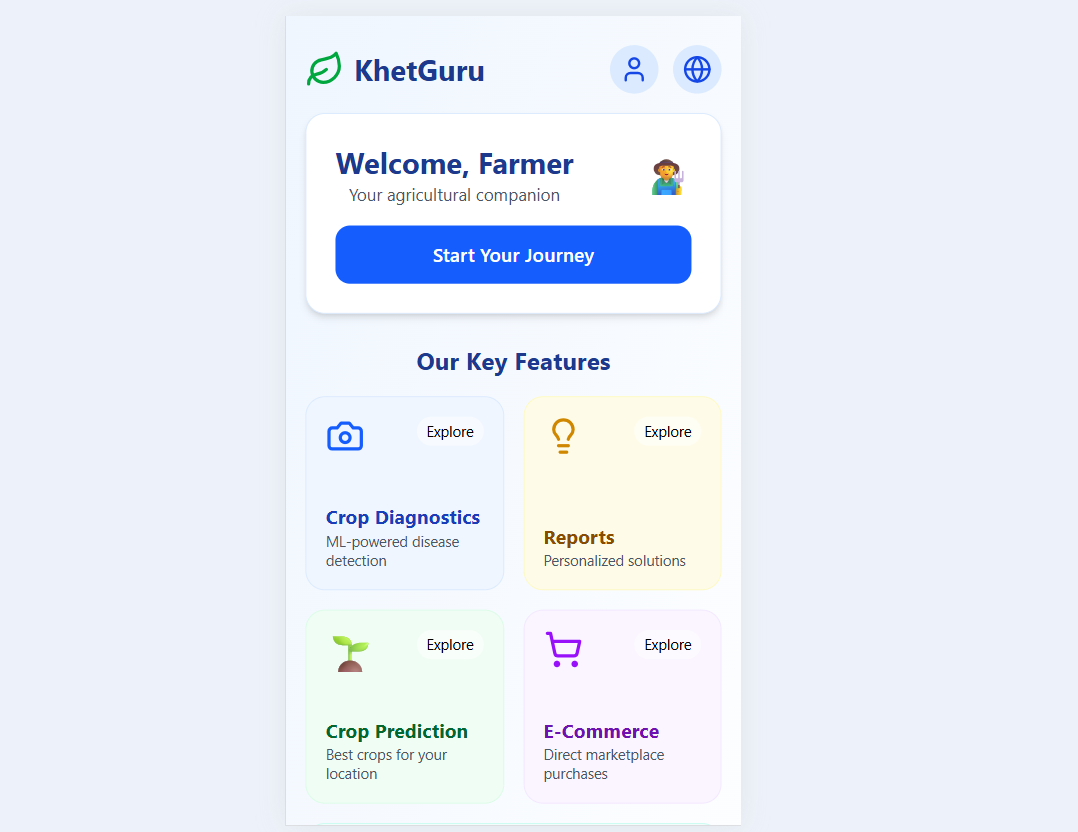 KhetGuru
Welcome, Farmer
Your agricultural companion
Start Your Journey
Our Key Features
Explore
Crop Diagnostics
ML-powered disease
detection
Explore
Reports
Personalized solutions
Explore
Crop Prediction
Best crops for your
location
Explore
E-Commerce
Direct marketplace
purchases